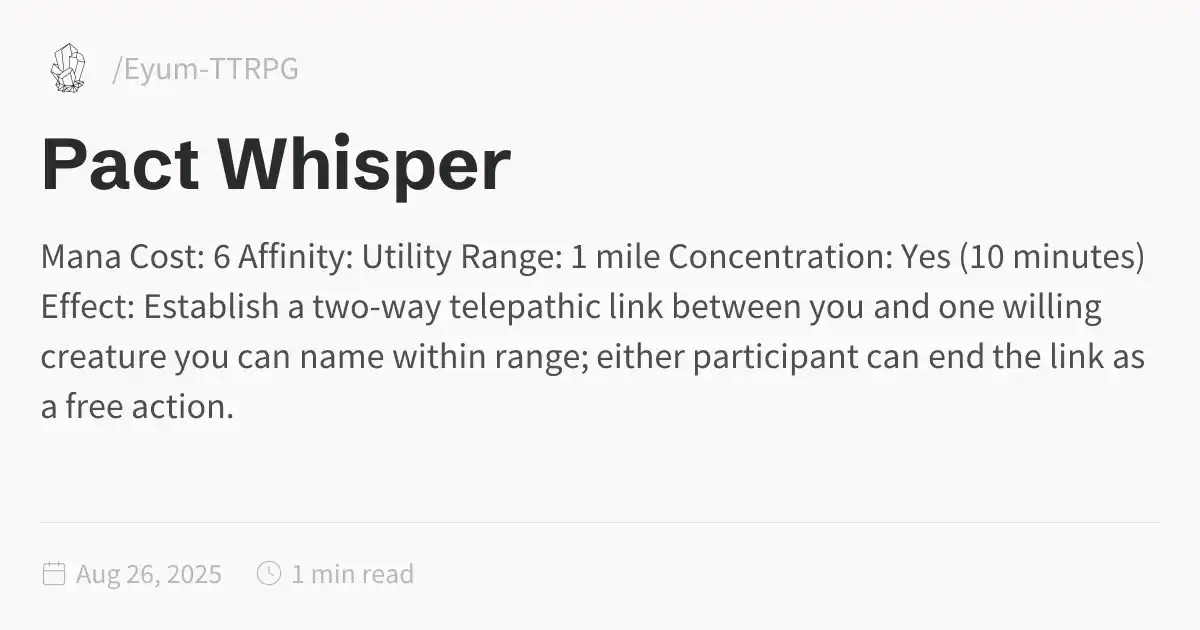 /Eyum-TTRPG
Pact Whisper
Mana Cost: 6 Affinity: Utility Range: 1 mile Concentration: Yes (10 minutes)
Effect: Establish a two-way telepathic link between you and one willing
creature you can name within range; either participant can end the link as
a free action.
Aug 26, 2025 1 min read